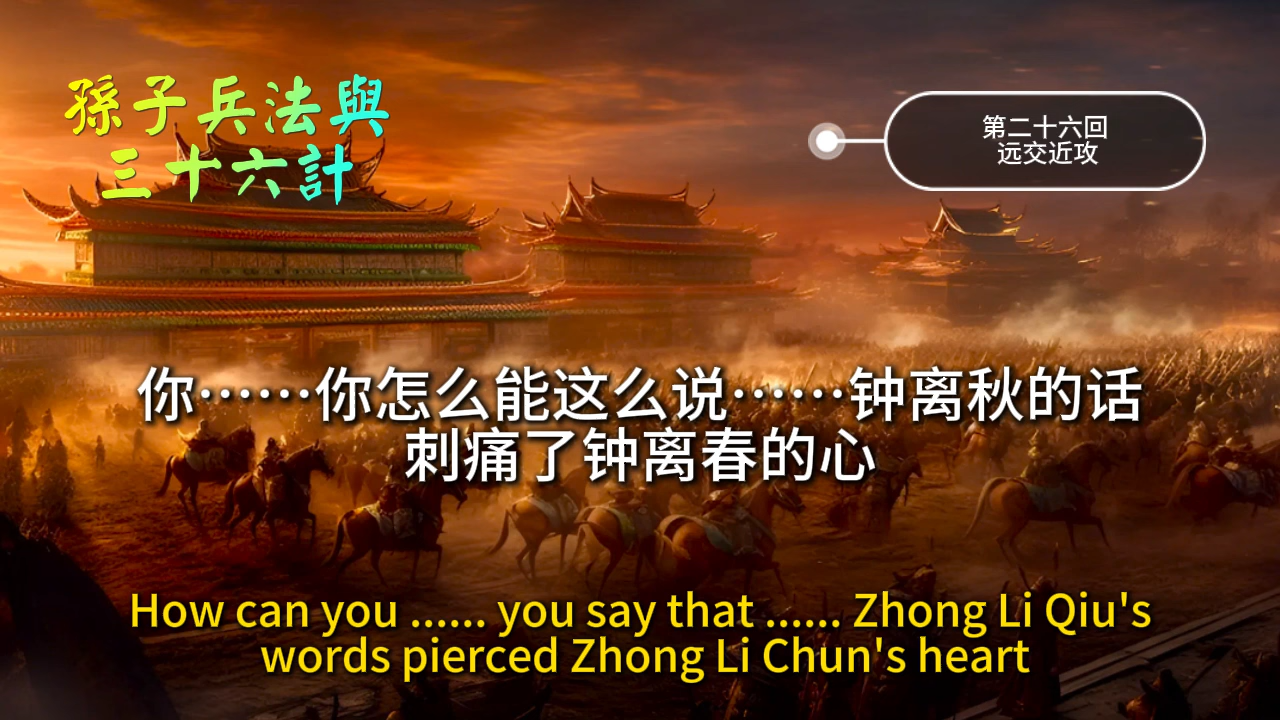 孫子兵法與
三十六計
第二十六回
远交近攻
你……你怎么能这么说……钟离秋的话
刺痛了钟离春的心
How can you ...... you say that ...... Zhong Li Qiu's
words pierced Zhong Li Chun's heart